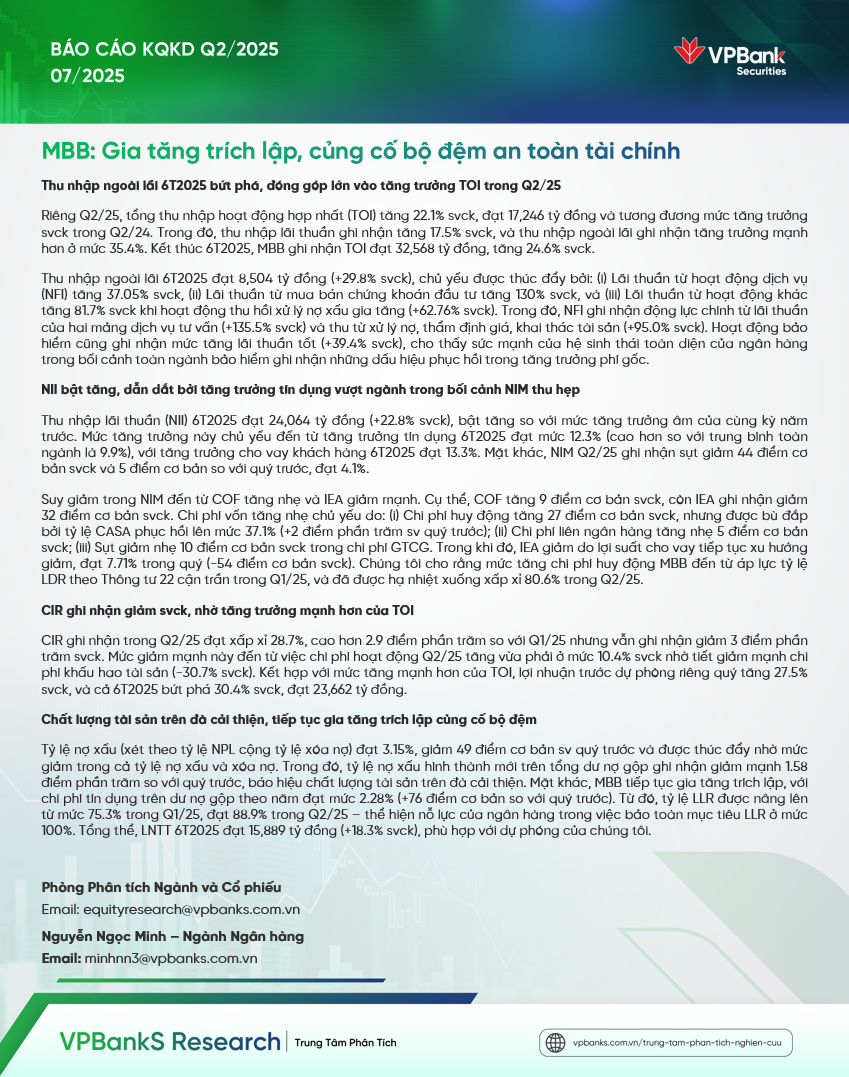 BÁO CÁO KQKD Q2/2025
07/2025
VPBank
Securities
MBB: Gia tăng trích lập, củng cố bộ đệm an toàn tài chính
Thu nhập ngoài lãi 6T2025 bứt phá, đóng góp lớn vào tăng trưởng TOI trong Q2/25
Riêng Q2/25, tổng thu nhập hoạt động hợp nhất (TOI) tăng 22.1% svck, đạt 17,246 tỷ đồng và tương đương mức tăng trưởng
svck trong Q2/24. Trong đó, thu nhập lãi thuần ghi nhận tăng 17.5% svck, và thu nhập ngoài lãi ghi nhận tăng trưởng mạnh
hơn ở mức 35.4%. Kết thúc 6T2025, MBB ghi nhận TOI đạt 32,568 tỷ đồng, tăng 24.6% svck.
Thu nhập ngoài lãi 6T2025 đạt 8,504 tỷ đồng (+29.8% svck), chủ yếu được thúc đẩy bởi: (i) Lãi thuần từ hoạt động dịch vụ
(NFI) tăng 37.05% svck, (ii) Lãi thuần từ mua bán chứng khoán đầu tư tăng 130% svck, và (iii) Lãi thuần từ hoạt động khác
tăng 81.7% svck khi hoạt động thu hồi xử lý nợ xấu gia tăng (+62.76% svck). Trong đó, NFI ghi nhận động lực chính từ lãi thuần
của hai mảng dịch vụ tư vấn (+135.5% svck) và thu từ xử lý nợ, thẩm định giá, khai thác tài sản (+95.0% svck). Hoạt động bảo
hiểm cũng ghi nhận mức tăng lãi thuần tốt (+39.4% svck), cho thấy sức mạnh của hệ sinh thái toàn diện của ngân hàng
trong bối cảnh toàn ngành bảo hiểm ghi nhận những dấu hiệu phục hồi trong tăng trưởng phí gốc.
NII bật tăng, dẫn dắt bởi tăng trưởng tín dụng vượt ngành trong bối cảnh NIM thu hẹp
Thu nhập lãi thuần (NII) 6T2025 đạt 24,064 tỷ đồng (+22.8% svck), bật tăng so với mức tăng trưởng âm của cùng kỳ năm
trước. Mức tăng trưởng này chủ yếu đến từ tăng trưởng tín dụng 6T2025 đạt mức 12.3% (cao hơn so với trung bình toàn
ngành là 9.9%), với tăng trưởng cho vay khách hàng 6T2025 đạt 13.3%. Mặt khác, NIM Q2/25 ghi nhận sụt giảm 44 điểm cơ
bản svck và 5 điểm cơ bản so với quý trước, đạt 4.1%.
Suy giảm trong NIM đến từ COF tăng nhẹ và IEA giảm mạnh. Cụ thể, COF tăng 9 điểm cơ bản svck, còn IEA ghi nhận giảm
32 điểm cơ bản svck. Chi phí vốn tăng nhẹ chủ yếu do: (i) Chi phí huy động tăng 27 điểm cơ bản svck, nhưng được bù đắp
bởi tỷ lệ CASA phục hồi lên mức 37.1% (+2 điểm phần trăm sv quý trước); (ii) Chi phí liên ngân hàng tăng nhẹ 5 điểm cơ bản
svck; (iii) Sụt giảm nhẹ 10 điểm cơ bản svck trong chi phí GTCG. Trong khi đó, IEA giảm do lợi suất cho vay tiếp tục xu hướng
giảm, đạt 7.71% trong quý (-54 điểm cơ bản svck). Chúng tôi cho rằng mức tăng chi phí huy động MBB đến từ áp lực tỷ lệ
LDR theo Thông tư 22 cận trần trong Q1/25, và đã được hạ nhiệt xuống xấp xỉ 80.6% trong Q2/25.
CIR ghi nhận giảm svck, nhờ tăng trưởng mạnh hơn của TOI
CIR ghi nhận trong Q2/25 đạt xấp xỉ 28.7%, cao hơn 2.9 điểm phần trăm so với Q1/25 nhưng vẫn ghi nhận giảm 3 điểm phần
trăm svck. Mức giảm mạnh này đến từ việc chi phí hoạt động Q2/25 tăng vừa phải ở mức 10.4% svck nhờ tiết giảm mạnh chi
phí khấu hao tài sản (-30.7% svck). Kết hợp với mức tăng mạnh của TOI, lợi nhuận trước dự phòng riêng quý tăng 27.5%
svck, và cả 6T2025 bứt phá 30.4% svck, đạt 23,662 tỷ đồng.
Chất lượng tài sản trên đà cải thiện, tiếp tục gia tăng trích lập củng cố bộ đệm
Tỷ lệ nợ xấu (xét theo tỷ lệ NPL cộng tỷ lệ xóa nợ) đạt 3.15%, giảm 49 điểm cơ bản sv quý trước và được thúc đẩy nhờ mức
giảm trong cả tỷ lệ nợ xấu và xóa nợ. Trong đó, tỷ lệ nợ xấu hình thành mới trên tổng dư nợ gộp ghi nhận giảm mạnh 1.58
điểm phần trăm so với quý trước, báo hiệu chất lượng tài sản trên đà cải thiện. Mặt khác, MBB tiếp tục gia tăng trích lập, với
chi phí tín dụng trên dư nợ gộp theo năm đạt mức 2.28% (+76 điểm cơ bản so với quý trước). Từ đó, tỷ lệ LLR được nâng lên
từ mức 75.3% trong Q1/25, đạt 88.9% trong Q2/25 – thể hiện nỗ lực của ngân hàng trong việc bảo toàn mục tiêu LLR ở mức
100%. Tổng thể, LNTT 6T2025 đạt 15,889 tỷ đồng (+18.3% svck), phù hợp với dự phóng của chúng tôi.
Phòng Phân tích Ngành và Cổ phiếu
Email: equityresearch@vpbanks.com.vn
Nguyễn Ngọc Minh – Ngành Ngân hàng
Email: minhnn3@vpbanks.com.vn
VPBankS Research Trung Tâm Phân Tích
vpbanks.com.vn/trung-tam-phan-tich-nghien-cuu